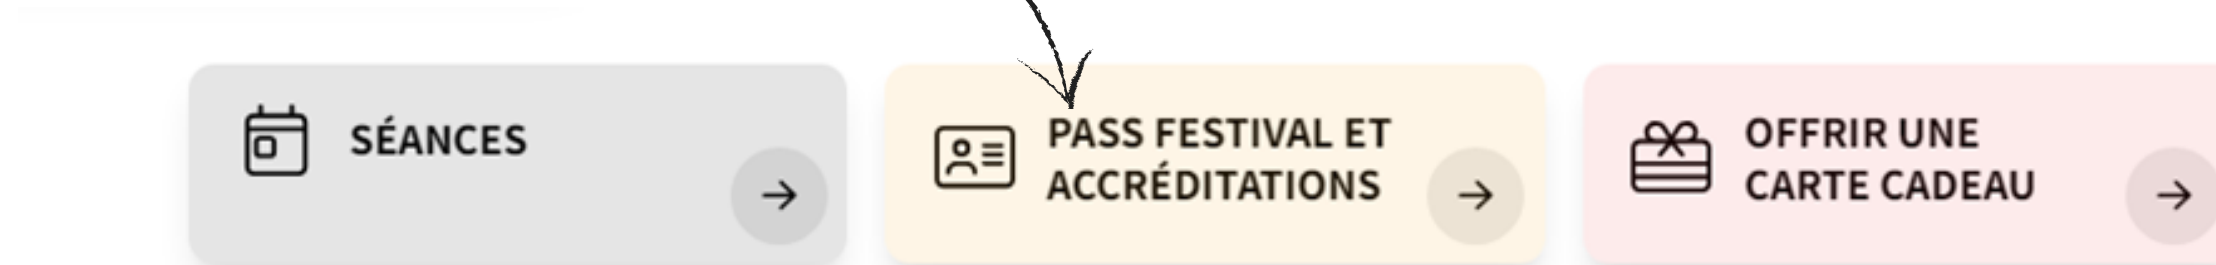 SÉANCES
PASS FESTIVAL ET
ACCRÉDITATIONS
OFFRIR UNE
CARTE CADEAU